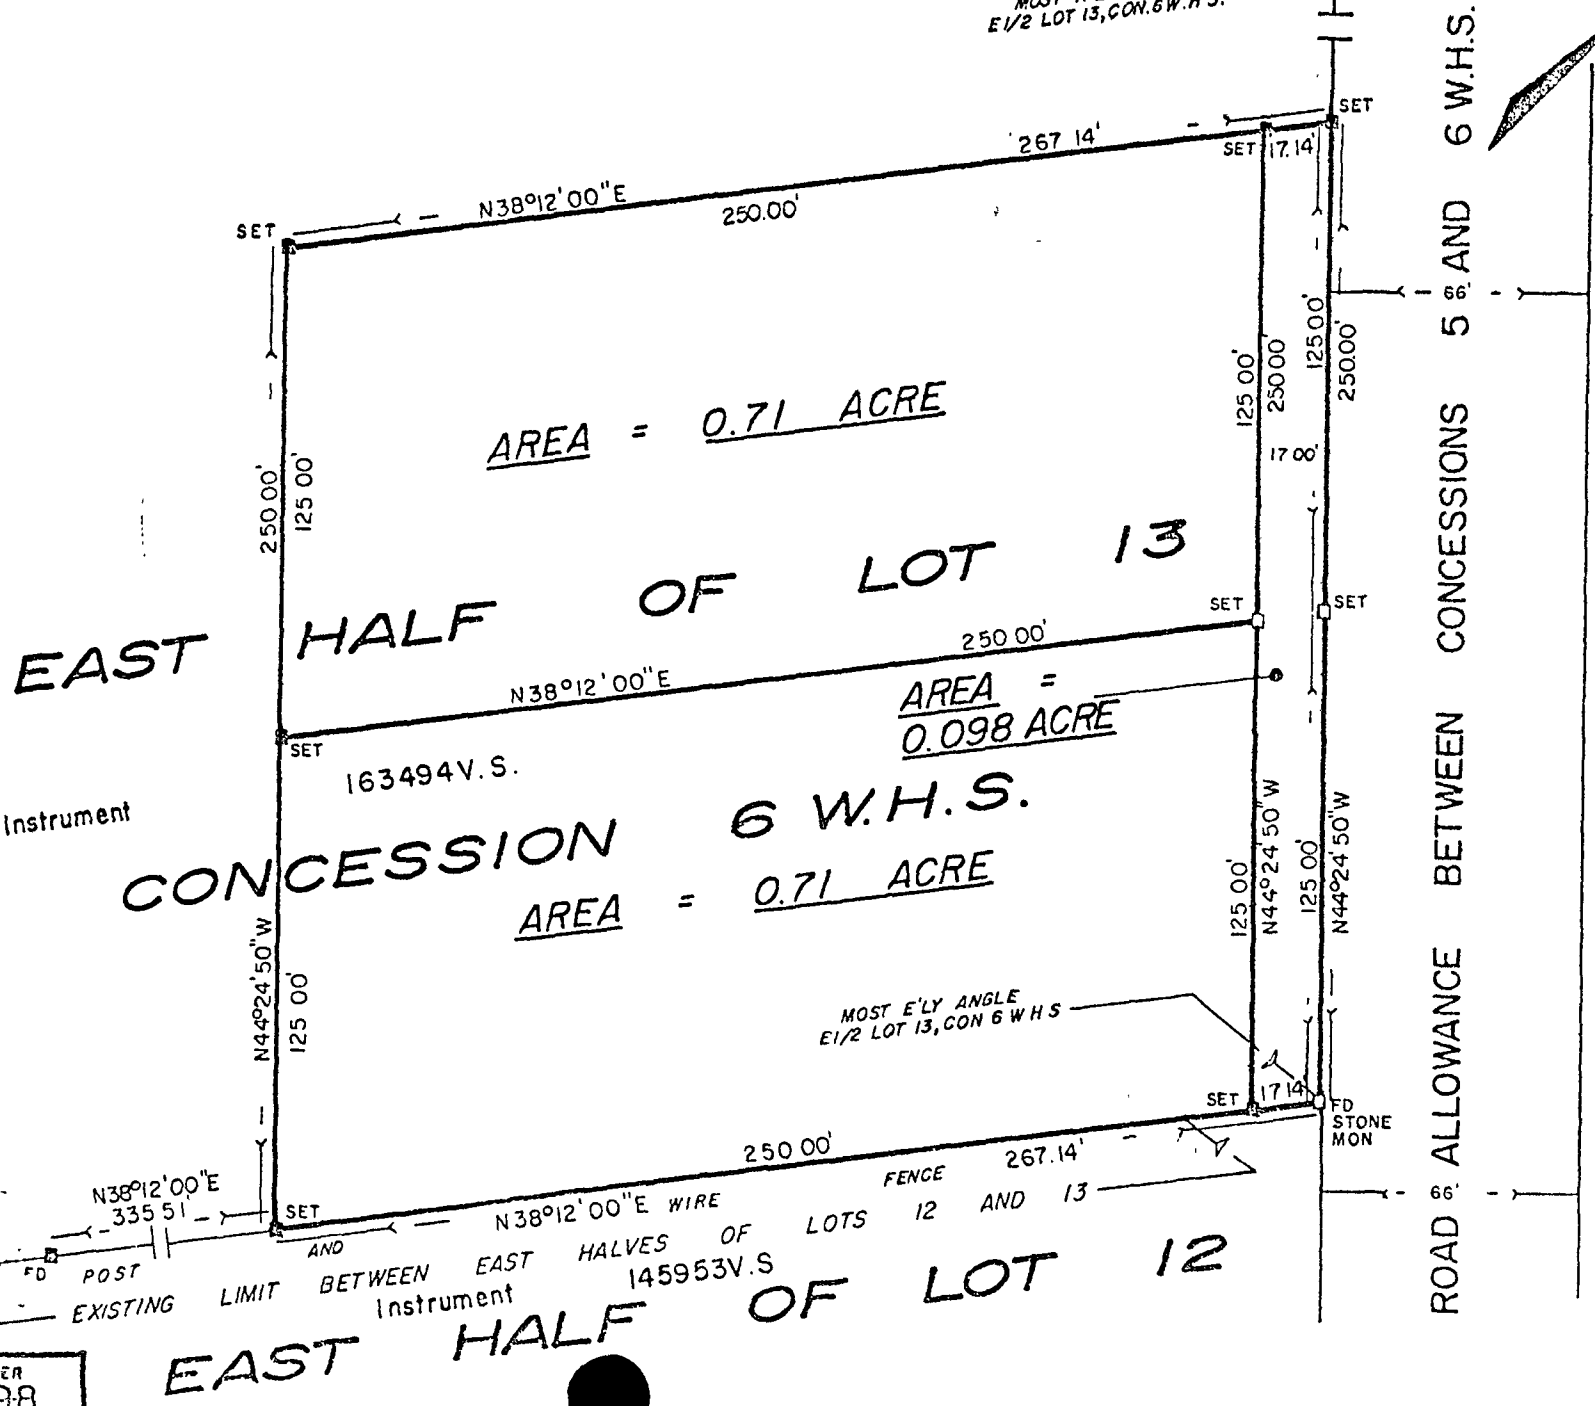 E1/2 LOT 13, CON. 6 W.H S.
SET
267 14'
SET
17.14'
N38°12'00"E
250.00'
SET
66'
125 00'
250 00'
125 00'
250.00'
17 00'
AREA = 0.71 ACRE
250 00'
125 00'
EAST HALF OF LOT 13
SET
SET
250 00'
N38°12'00"E
AREA =
0.098 ACRE
SET
163494 V.S.
Instrument
CONCESSION 6 W.H.S.
AREA = 0.71 ACRE
N44°24'50"W
125 00'
125 00'
N44°24'50"W
125 00'
N44°24'50"W
MOST E'LY ANGLE
E1/2 LOT 13, CON 6 W H S
SET
17 14'
FD
STONE
MON
250 00'
267.14'
66'
N38°12'00"E
335 51'
SET
N38°12'00"E WIRE FENCE
FD POST
AND
EXISTING LIMIT BETWEEN EAST HALVES OF LOTS 12 AND 13
Instrument 145953 V.S
EAST HALF OF LOT 12
ROAD ALLOWANCE BETWEEN CONCESSIONS 5 AND 6 W.H.S.